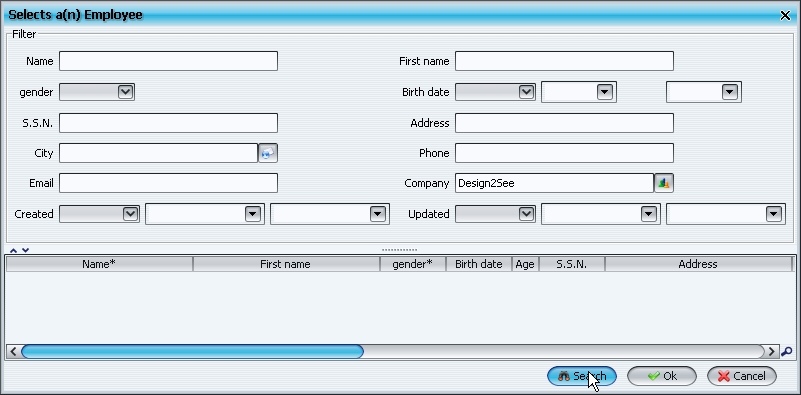 Selects a(n) Employee
Filter
Name First name
gender Birth date
S.S.N. Address
City Phone
Email Company Design2See
Created Updated
Name* First name gender* Birth date Age S.S.N. Address
Search Ok Cancel